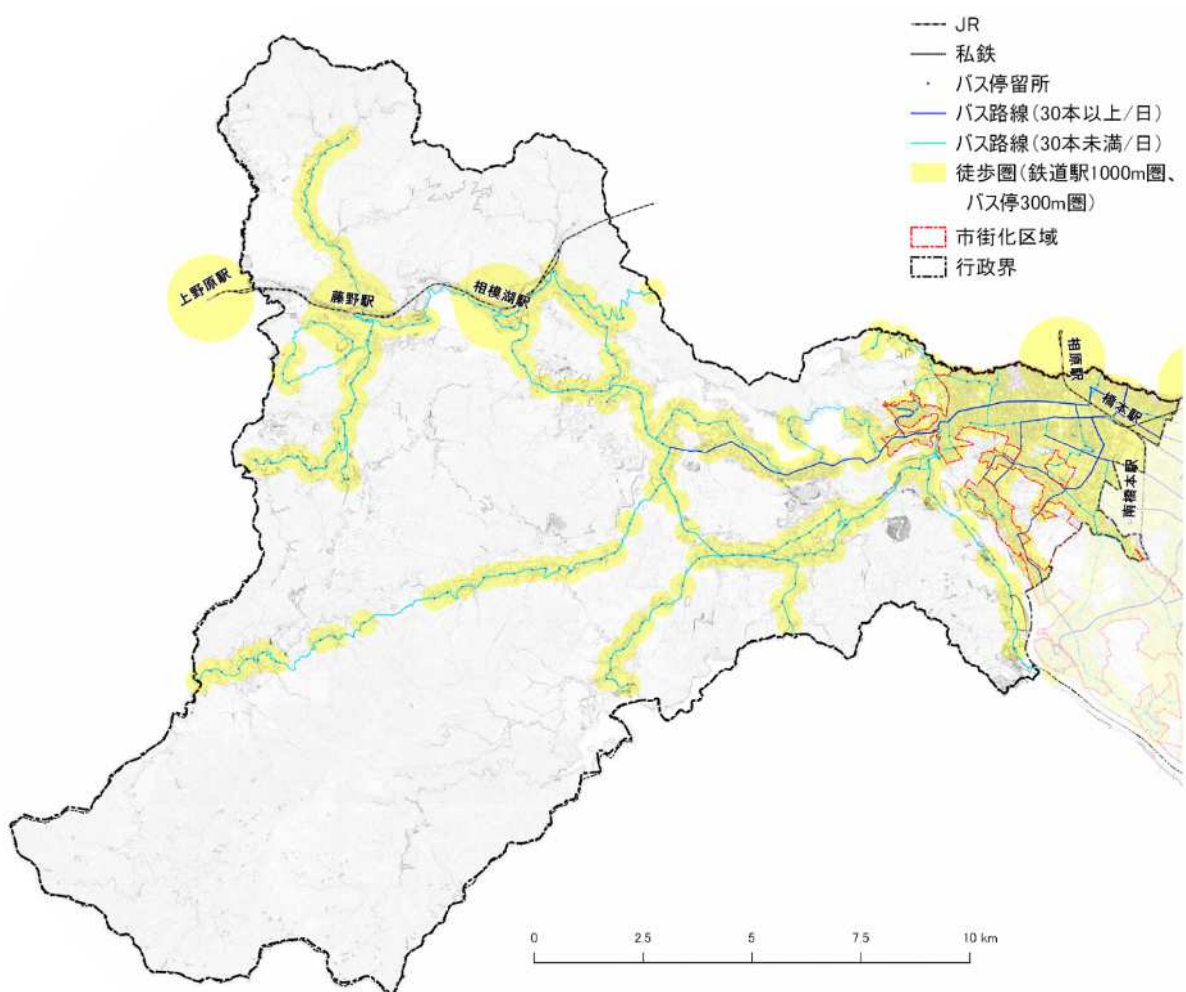 JR
私鉄
バス停留所
バス路線(30本以上/日)
バス路線(30本未満/日)
徒歩圏(鉄道駅1000m圏、
バス停300m圏)
市街化区域
行政界
上野原駅
藤野駅
相模湖駅
相原駅
橋本駅
南橋本駅
0 2.5 5 7.5 10 km